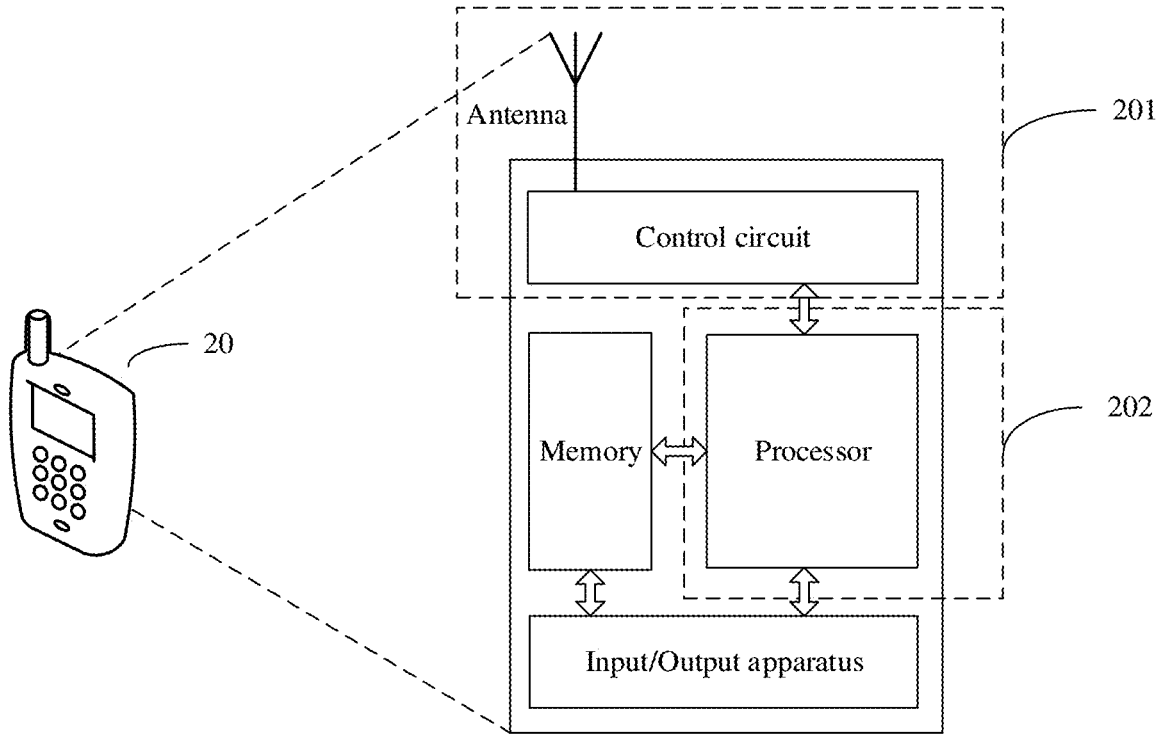 Antenna
201
Control circuit
20
202
Memory
Processor
Input/Output apparatus